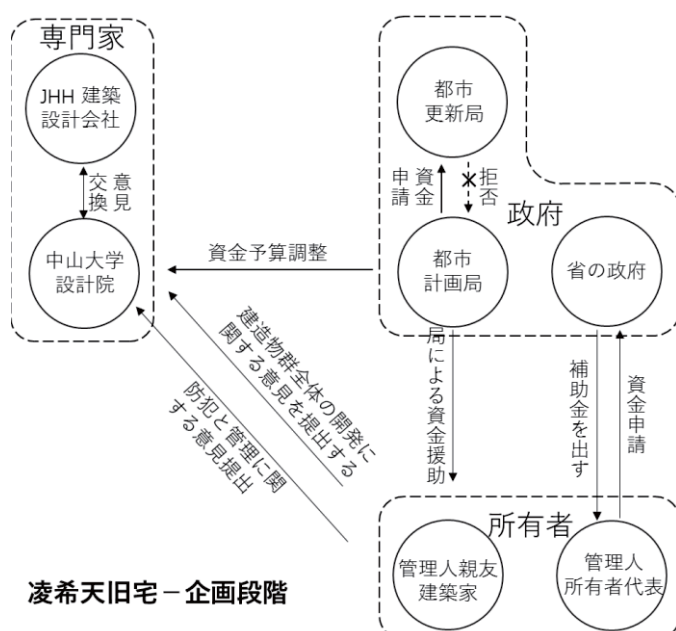 専門家
JHH 建築
設計会社
意見
交換
中山大学
設計院
都市
更新局
資金
申請
拒否
政府
都市
計画局
省の政府
資金予算調整
建造物群全体の開発に
関する意見を提出する
防犯と管理に関
する意見提出
局による資金援助
補助金を出す
資金申請
所有者
管理人親友
建築家
管理人
所有者代表
凌希天旧宅－企画段階